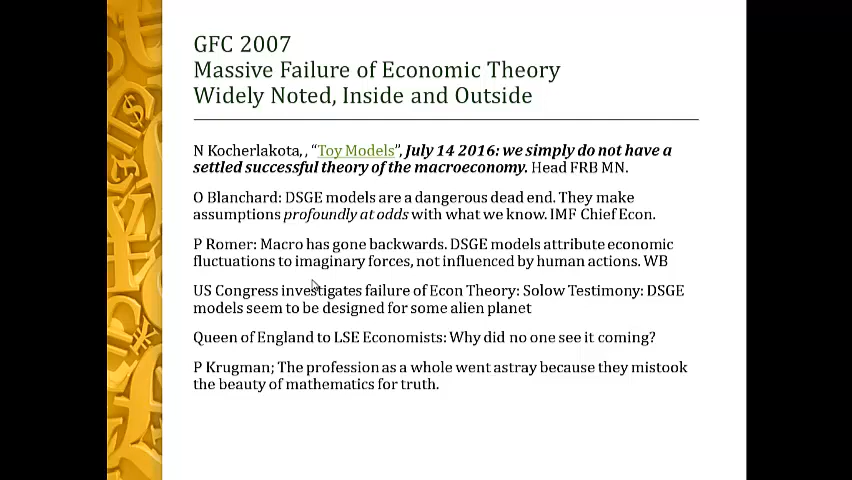 GFC 2007
Massive Failure of Economic Theory
Widely Noted, Inside and Outside
N Kocherlakota,, “Toy Models”, July 14 2016: we simply do not have a
settled successful theory of the macroeconomy. Head FRB MN.
O Blanchard: DSGE models are a dangerous dead end. They make
assumptions profoundly at odds with what we know. IMF Chief Econ.
P Romer: Macro has gone backwards. DSGE models attribute economic
fluctuations to imaginary forces, not influenced by human actions. WB
US Congress investigates failure of Econ Theory: Solow Testimony: DSGE
models seem to be designed for some alien planet
Queen of England to LSE Economists: Why did no one see it coming?
P Krugman; The profession as a whole went astray because they mistook
the beauty of mathematics for truth.